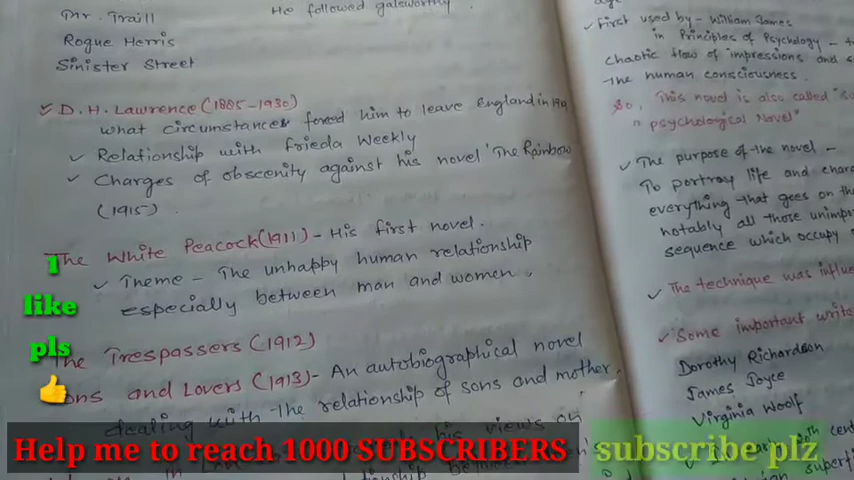 Mr. Traill
He followed galsworthy.
Rogue Herris
Sinister Street
D. H. Lawrence (1885-1930)
what circumstances forced him to leave England in 19
Relationship with Frieda Weekly
Charges of obscenity against his novel 'The Rainbow
(1915).
The White Peacock (1911) - His first novel.
Theme - The unhappy human relationship
especially between man and women.
The Trespassers (1912)
ons and Lovers (1913) - An autobiographical novel
dealing with the relationship of sons and mother.
his views on
First used by - William James
in Principles of Psychology -
chaotic flow of impressions and
the human consciousness.
So, This novel is also called "
"psychological Novel"
The purpose of the novel -
To portray life and
everything that goes on
notably all those
sequence which occupy
The technique was
Some important
Dorothy Richardson
James Joyce
Virginia Woolf
1
like
pls
Help me to reach 1000 SUBSCRIBERS
subscribe plz